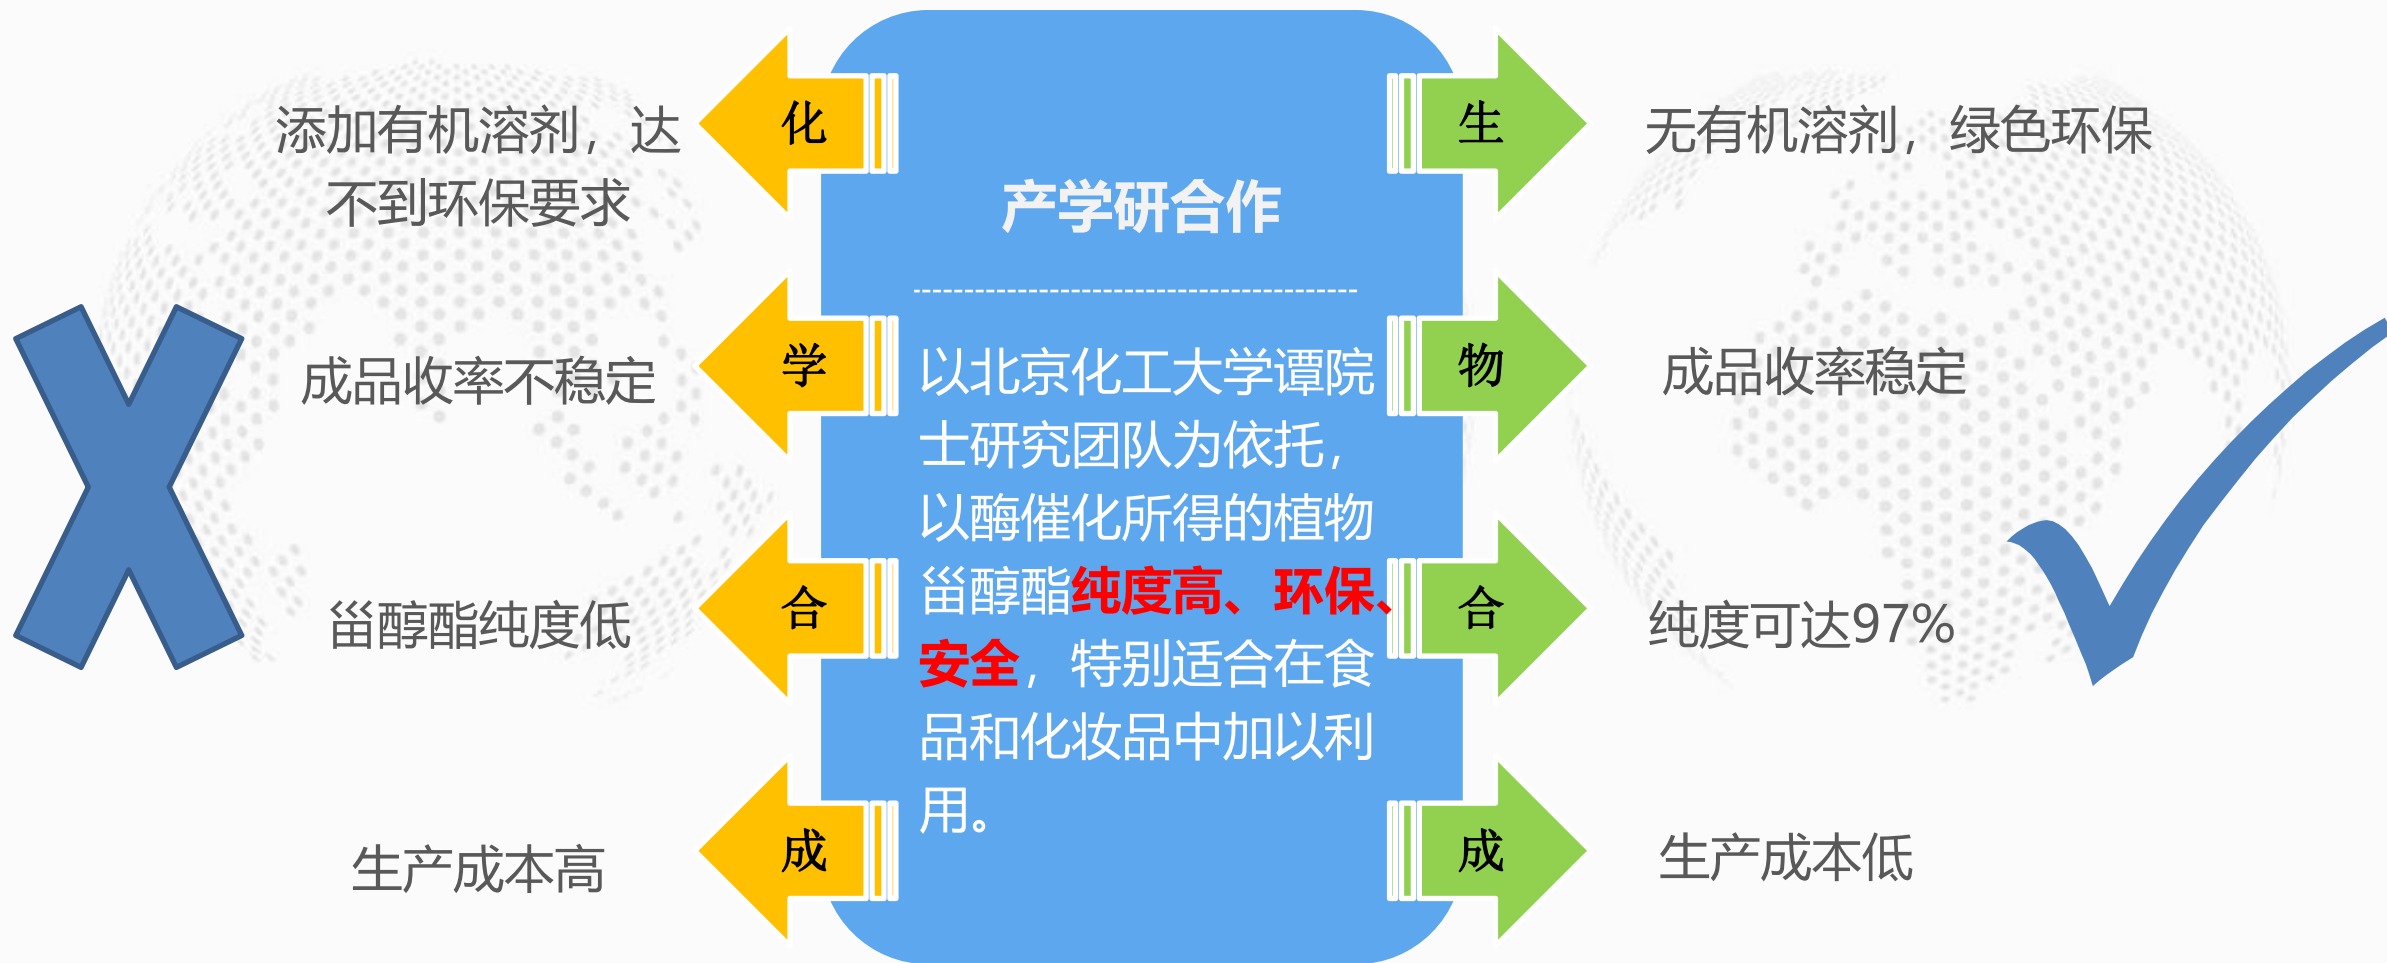 添加有机溶剂，达
不到环保要求
成品收率不稳定
甾醇酯纯度低
生产成本高
化
学
合
成
产学研合作
以北京化工大学谭院
士研究团队为依托，
以酶催化所得的植物
甾醇酯纯度高、环保、
安全，特别适合在食
品和化妆品中加以利
用。
生
物
合
成
无有机溶剂，绿色环保
成品收率稳定
纯度可达97%
生产成本低